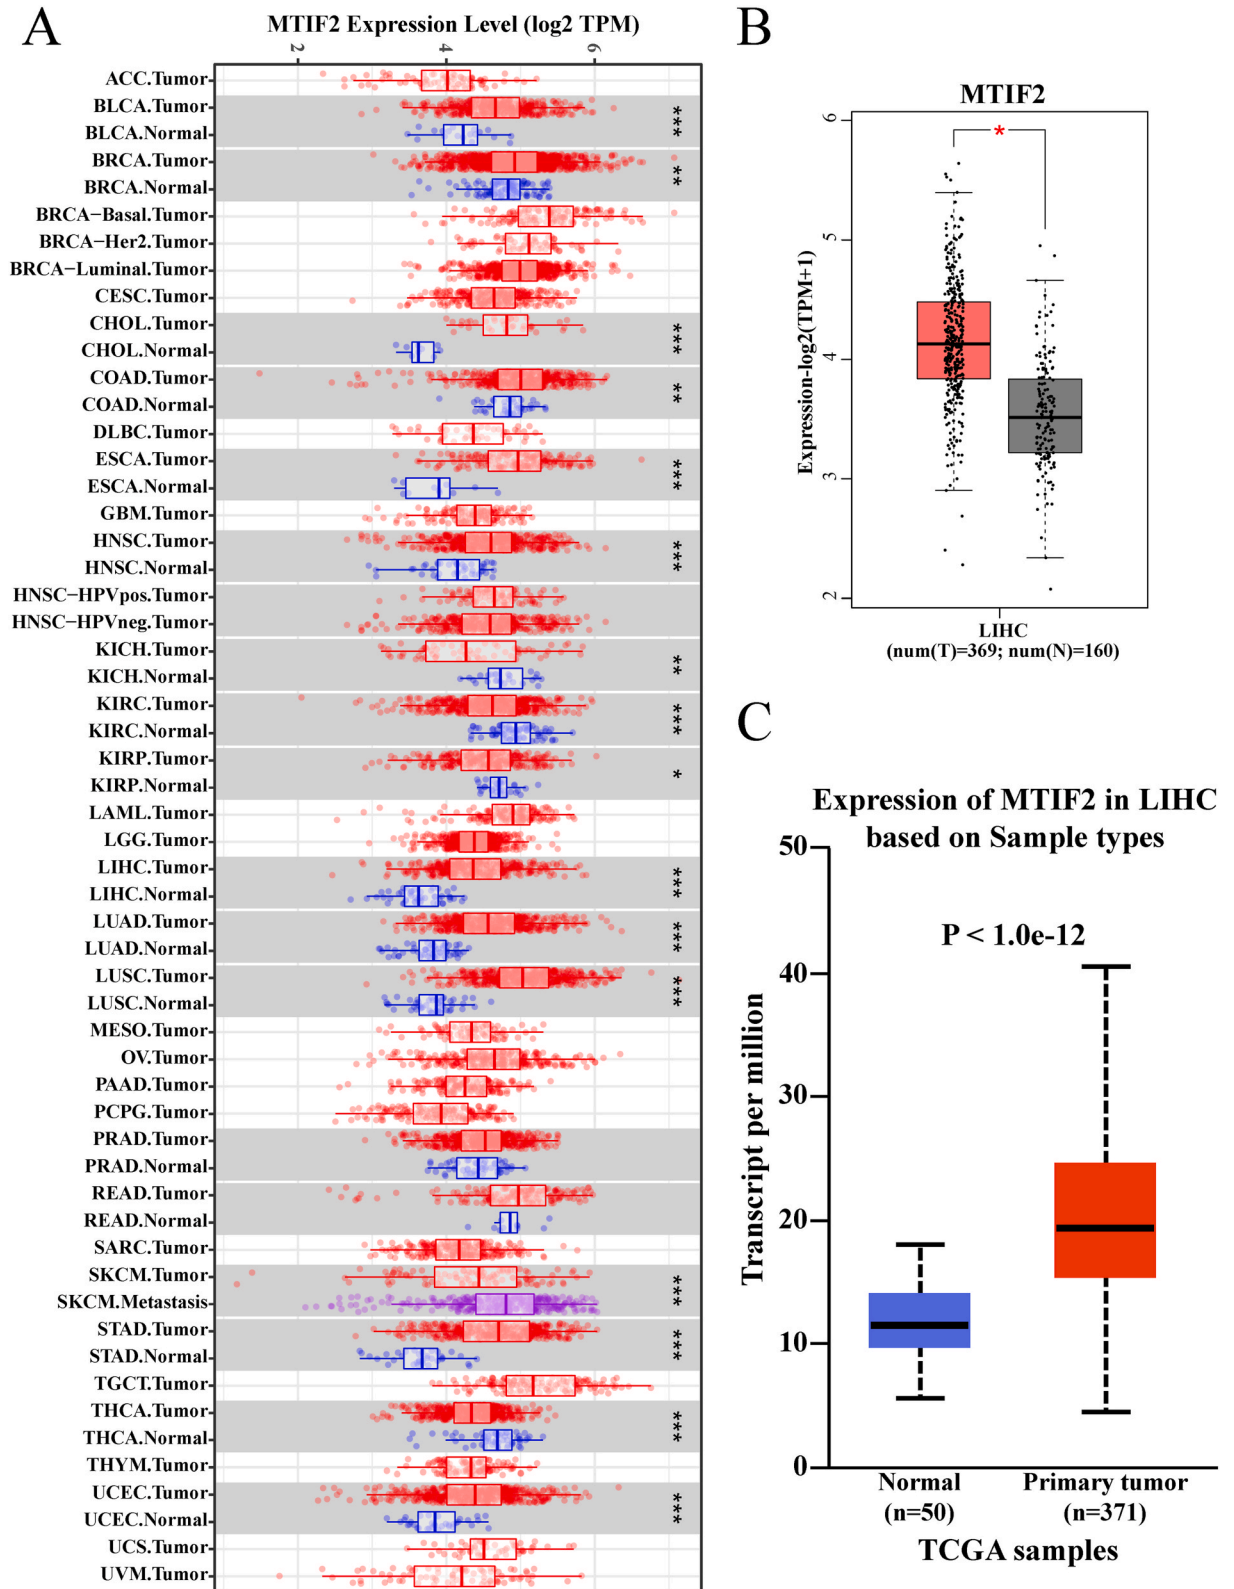 A
MTIF2 Expression Level (log2 TPM)
2 4 6
ACC.Tumor
BLCA.Tumor
***
BLCA.Normal
BRCA.Tumor
**
BRCA.Normal
BRCA−Basal.Tumor
BRCA−Her2.Tumor
BRCA−Luminal.Tumor
CESC.Tumor
CHOL.Tumor
***
CHOL.Normal
COAD.Tumor
**
COAD.Normal
DLBC.Tumor
ESCA.Tumor
***
ESCA.Normal
GBM.Tumor
HNSC.Tumor
***
HNSC.Normal
HNSC−HPVpos.Tumor
HNSC−HPVneg.Tumor
KICH.Tumor
**
KICH.Normal
KIRC.Tumor
***
KIRC.Normal
KIRP.Tumor
*
KIRP.Normal
LAML.Tumor
LGG.Tumor
LIHC.Tumor
***
LIHC.Normal
LUAD.Tumor
***
LUAD.Normal
LUSC.Tumor
***
LUSC.Normal
MESO.Tumor
OV.Tumor
PAAD.Tumor
PCPG.Tumor
PRAD.Tumor
PRAD.Normal
READ.Tumor
READ.Normal
SARC.Tumor
SKCM.Tumor
***
SKCM.Metastasis
STAD.Tumor
***
STAD.Normal
TGCT.Tumor
THCA.Tumor
***
THCA.Normal
THYM.Tumor
UCEC.Tumor
***
UCEC.Normal
UCS.Tumor
UVM.Tumor
B
MTIF2
*
Expression-log2(TPM+1)
6
5
4
3
2
LIHC
(num(T)=369; num(N)=160)
C
Expression of MTIF2 in LIHC
based on Sample types
P < 1.0e-12
Transcript per million
50
40
30
20
10
0
Normal
(n=50)
Primary tumor
(n=371)
TCGA samples